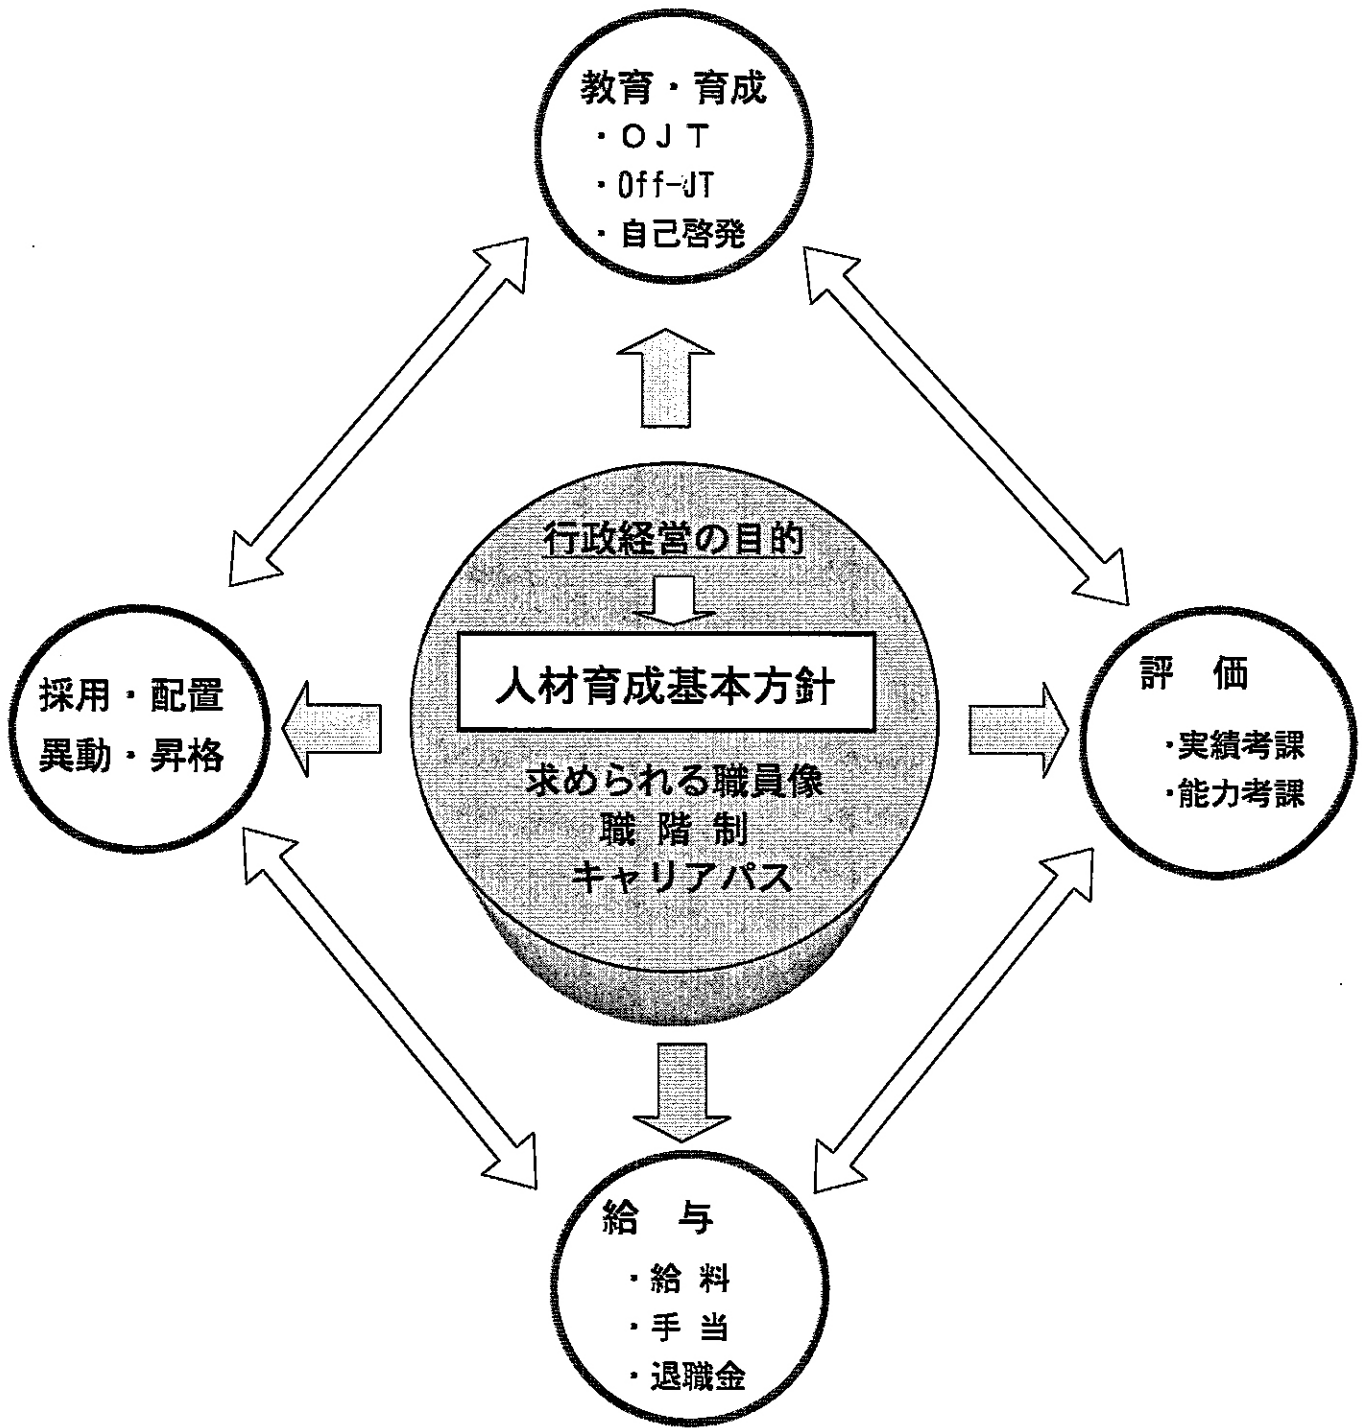 教育・育成
・ＯＪＴ
・Off-JT
・自己啓発
行政経営の目的
人材育成基本方針
求められる職員像
職 階 制
キャリアパス
採用・配置
異動・昇格
評　価
・実績考課
・能力考課
給　与
・給 料
・手 当
・退職金